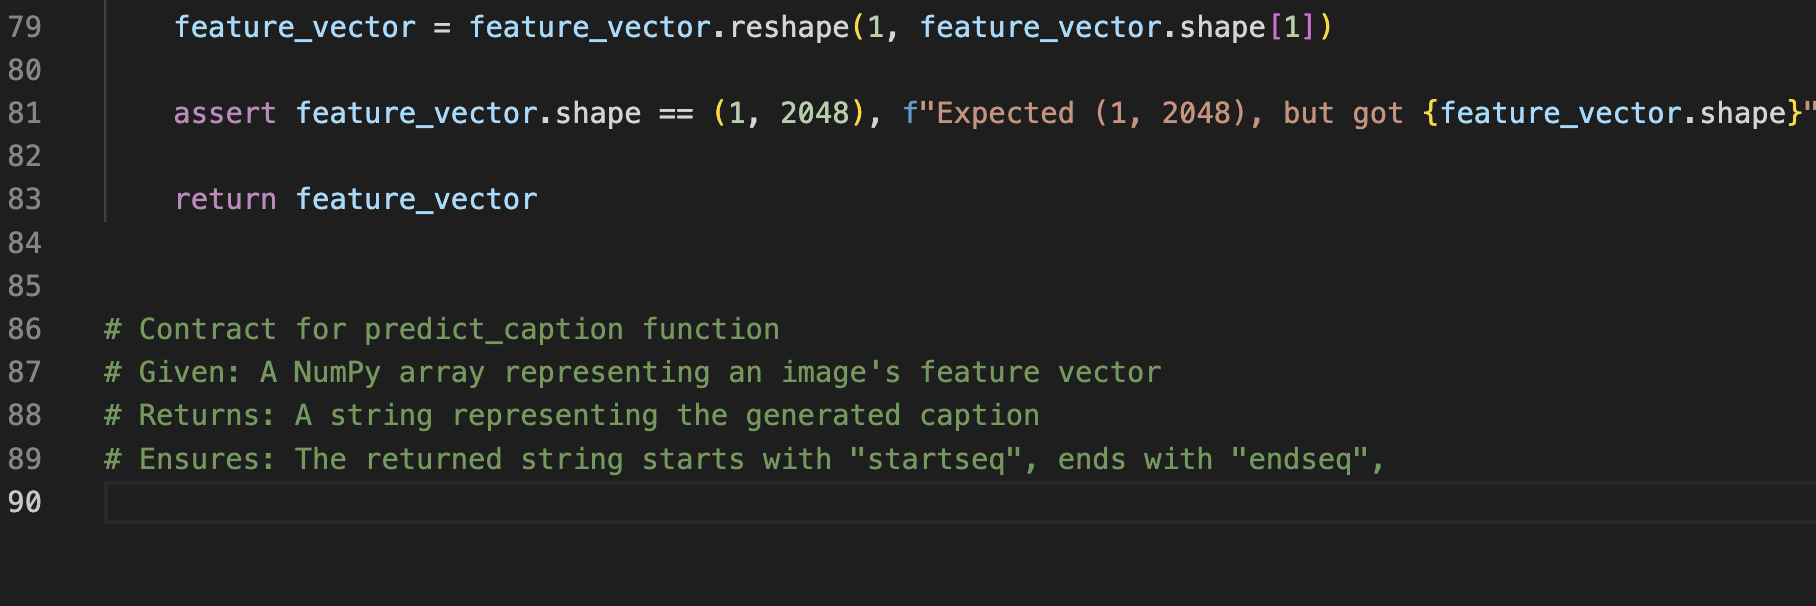 79 feature_vector = feature_vector.reshape(1, feature_vector.shape[1])
80
81 assert feature_vector.shape == (1, 2048), f"Expected (1, 2048), but got {feature_vector.shape}"
82
83 return feature_vector
84
85
86 # Contract for predict_caption function
87 # Given: A NumPy array representing an image's feature vector
88 # Returns: A string representing the generated caption
89 # Ensures: The returned string starts with "startseq", ends with "endseq",
90